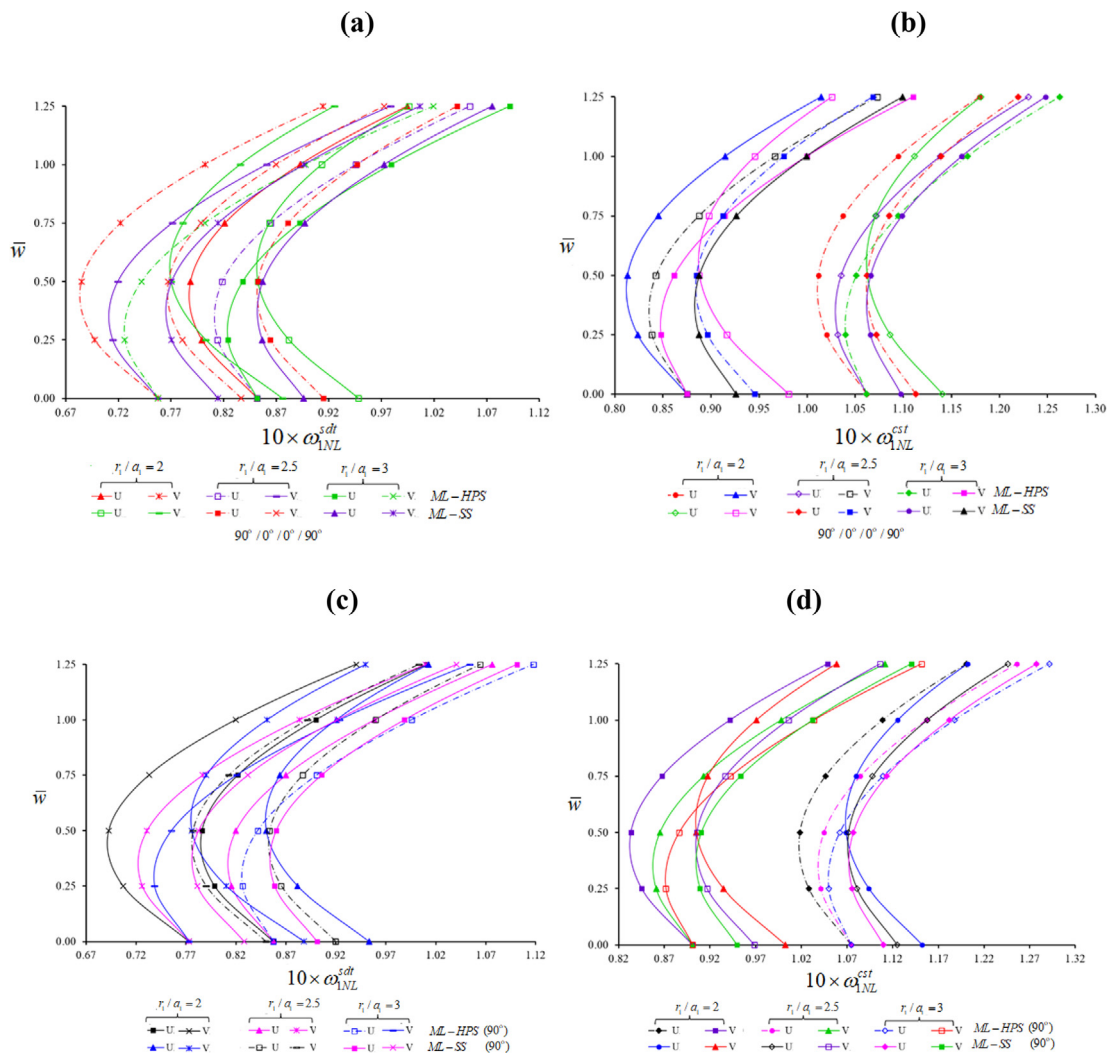 (a)
(b)
w̄
1.25
1.00
0.75
0.50
0.25
0.00
0.67 0.72 0.77 0.82 0.87 0.92 0.97 1.02 1.07 1.12
10 × ω₁NL^sdt
r₁ / a₁ = 2 r₁ / a₁ = 2.5 r₁ / a₁ = 3
U V U V U V ML−HPS
U V U V U V ML−SS
90° / 0° / 0° / 90°
w̄
1.25
1.00
0.75
0.50
0.25
0.00
0.80 0.85 0.90 0.95 1.00 1.05 1.10 1.15 1.20 1.25 1.30
10 × ω₁NL^cst
r₁ / a₁ = 2 r₁ / a₁ = 2.5 r₁ / a₁ = 3
U V U V U V ML−HPS
U V U. V U. V ML−SS
90° / 0° / 0° / 90°
(c)
(d)
w̄
1.25
1.00
0.75
0.50
0.25
0.00
0.67 0.72 0.77 0.82 0.87 0.92 0.97 1.02 1.07 1.12
10 × ω₁NL^sdt
r₁ / a₁ = 2 r₁ / a₁ = 2.5 r₁ / a₁ = 3
U V U V U V ML−HPS (90°)
U V U V U V ML−SS (90°)
w̄
1.25
1.00
0.75
0.50
0.25
0.00
0.82 0.87 0.92 0.97 1.02 1.07 1.12 1.17 1.22 1.27 1.32
10 × ω₁NL^cst
r₁ / a₁ = 2 r₁ / a₁ = 2.5 r₁ / a₁ = 3
U V U V U V ML−HPS (90°)
U V U V U V ML−SS (90°)